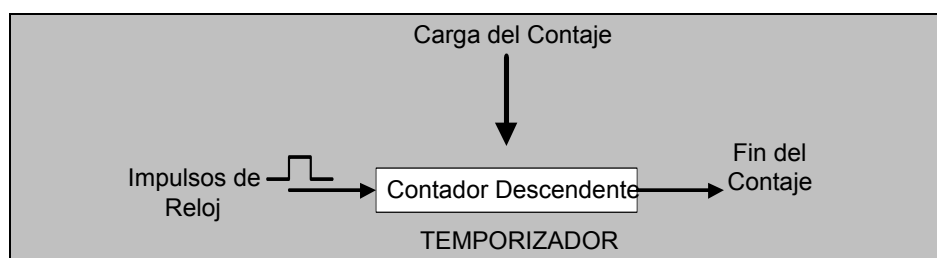 Carga del Contaje
Impulsos de
Reloj
Contador Descendente
Fin del
Contaje
TEMPORIZADOR